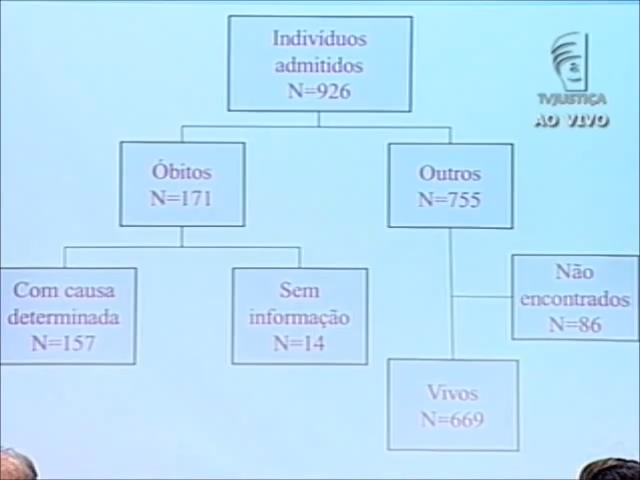 Indivíduos
admitidos
N=926
TVJUSTIÇA
AO VIVO
Óbitos
N=171
Outros
N=755
Com causa
determinada
N=157
Sem
informação
N=14
Não
encontrados
N=86
Vivos
N=669